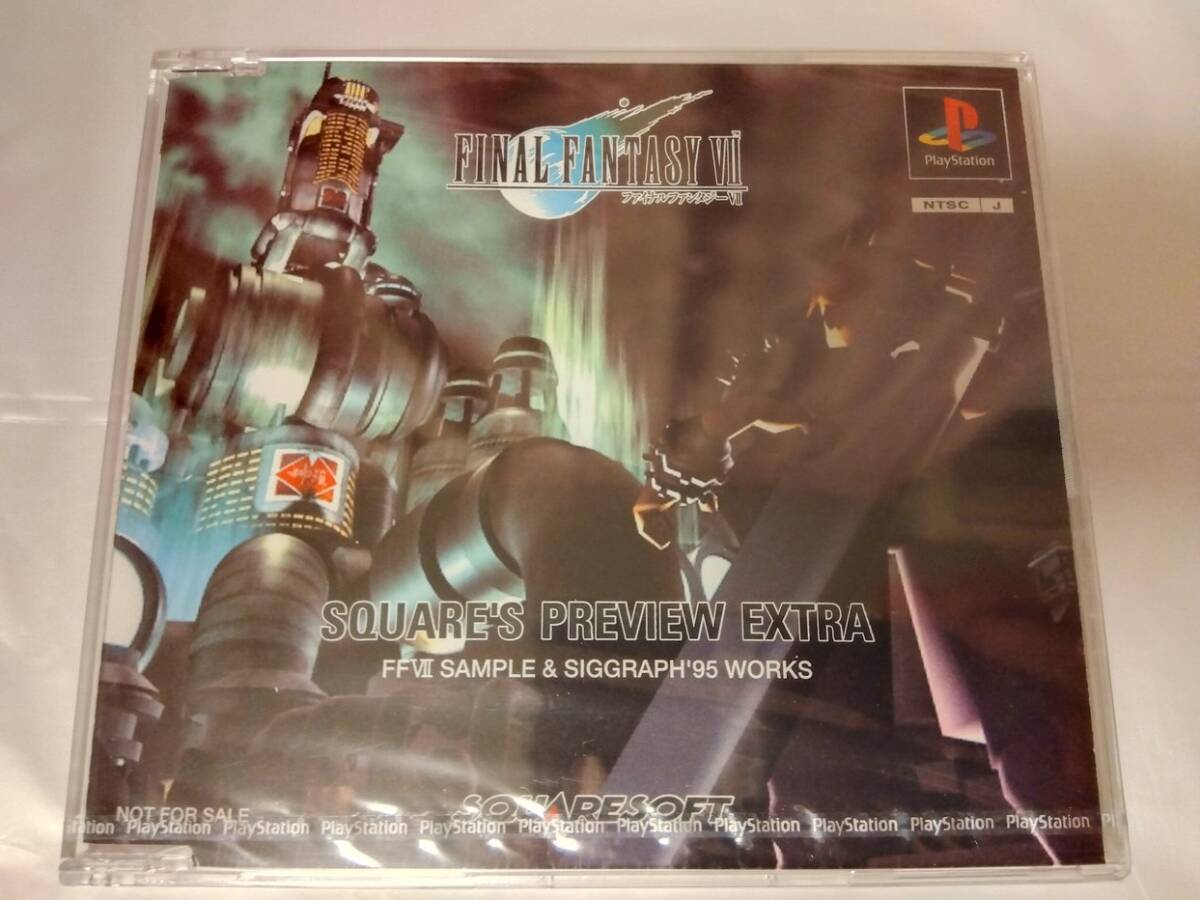 FINAL FANTASY VII
ファイナルファンタジーVII
PlayStation
NTSC J
SQUARE'S PREVIEW EXTRA
FFVII SAMPLE & SIGGRAPH'95 WORKS
SQUARESOFT
NOT FOR SALE
Station PlayStation PlayStation PlayStation PlayStation PlayStation PlayStation PlayStation PlayStation PlayStation PlayStation P